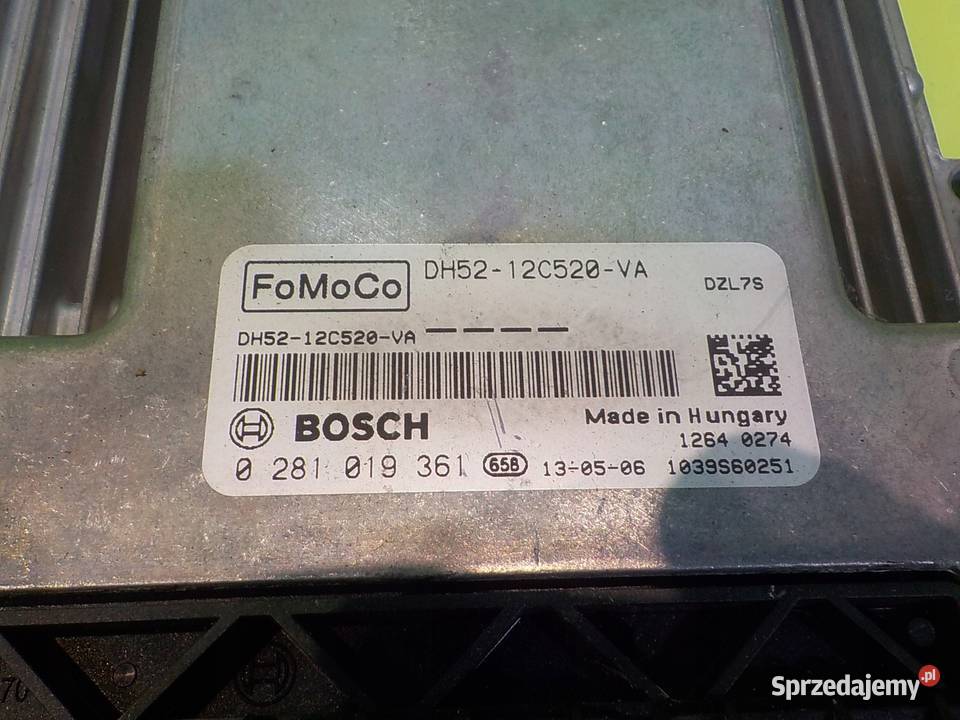 FoMoCo DH52-12C520-VA DZL7S
DH52-12C520-VA ————
BOSCH Made in Hungary
1264 0274
0 281 019 361 658 13-05-06 1039S60251
70
Sprzedajemy.pl